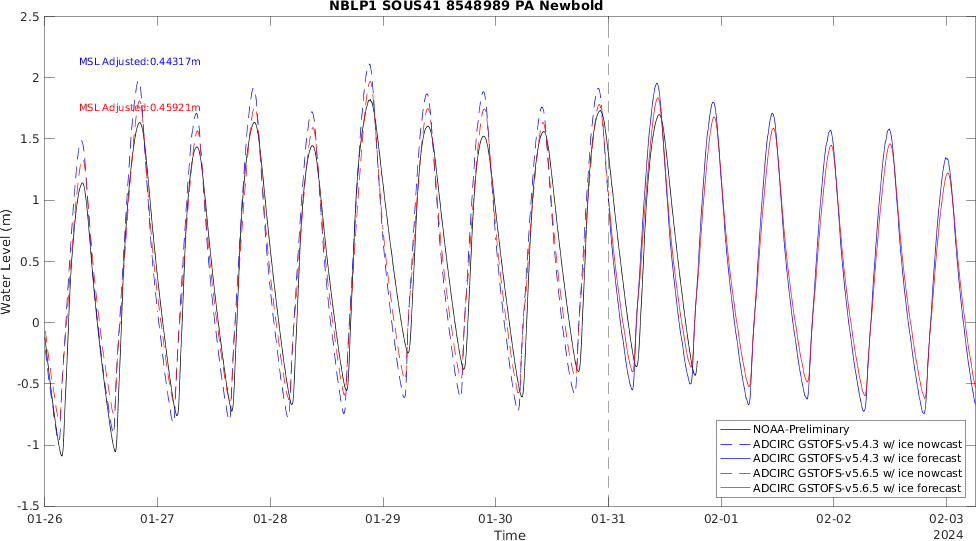 NBLP1 SOUS41 8548989 PA Newbold
2.5
2
1.5
1
0.5
0
-0.5
-1
-1.5
Water Level (m)
MSL Adjusted:0.44317m
MSL Adjusted:0.45921m
NOAA-Preliminary
ADCIRC GSTOFS-v5.4.3 w/ ice nowcast
ADCIRC GSTOFS-v5.4.3 w/ ice forecast
ADCIRC GSTOFS-v5.6.5 w/ ice nowcast
ADCIRC GSTOFS-v5.6.5 w/ ice forecast
01-26 01-27 01-28 01-29 01-30 01-31 02-01 02-02 02-03
Time
2024